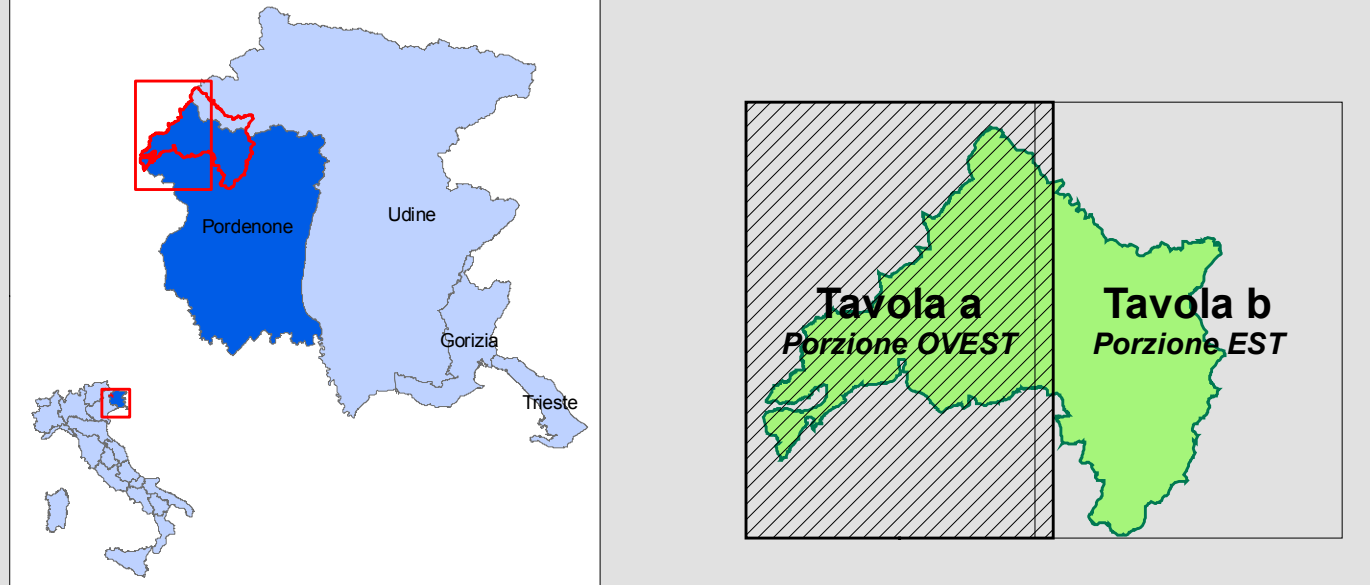 Udine
Pordenone
Gorizia
Trieste
Tavola a
Porzione OVEST
Tavola b
Porzione EST